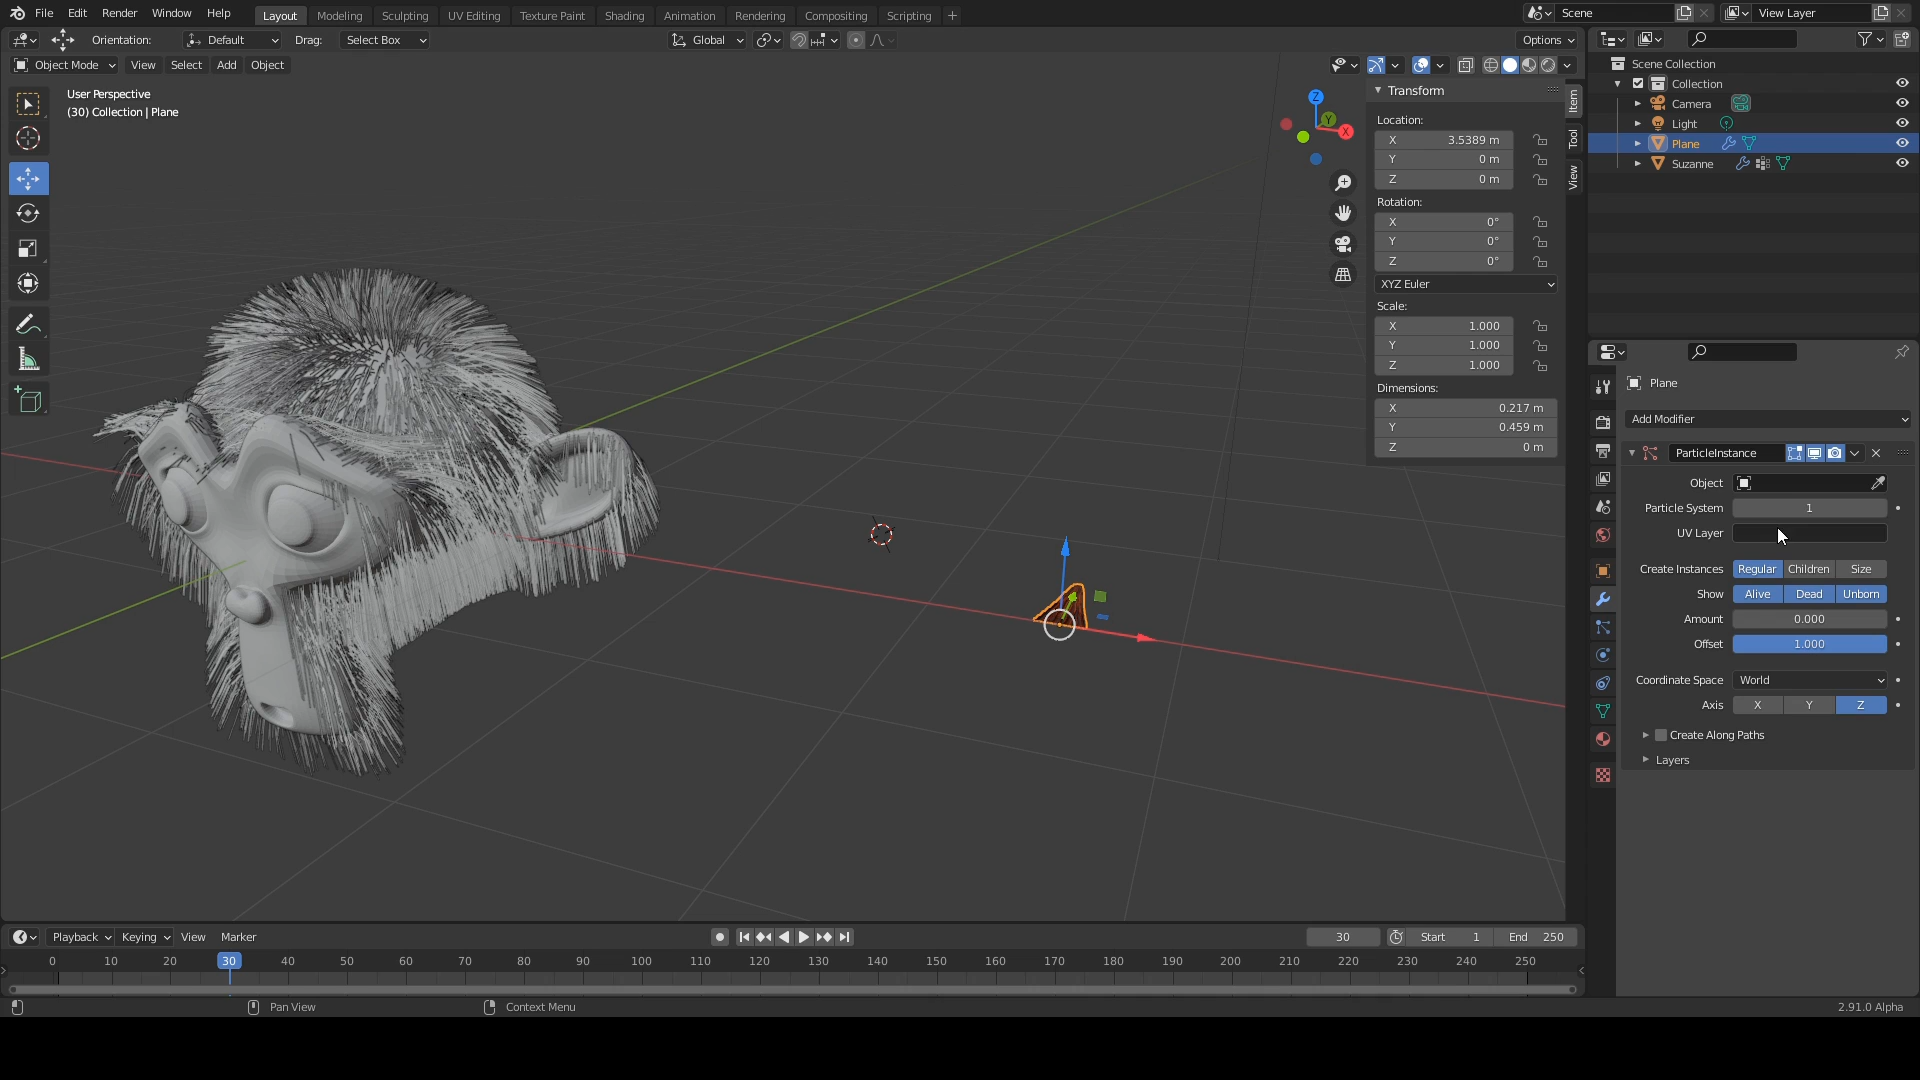 File Edit Render Window Help Layout Modeling Sculpting UV Editing Texture Paint Shading Animation Rendering Compositing Scripting + Scene View Layer
Orientation: Default Drag: Select Box Global Options
Object Mode View Select Add Object
User Perspective
(30) Collection | Plane
Z
Y
X
Transform
Location:
X 3.5389 m
Y 0 m
Z 0 m
Rotation:
X 0°
Y 0°
Z 0°
XYZ Euler
Scale:
X 1.000
Y 1.000
Z 1.000
Dimensions:
X 0.217 m
Y 0.459 m
Z 0 m
Item
Tool
View
Scene Collection
Collection
Camera
Light
Plane
Suzanne
Plane
Add Modifier
ParticleInstance
Object
Particle System 1
UV Layer
Create Instances Regular Children Size
Show Alive Dead Unborn
Amount 0.000
Offset 1.000
Coordinate Space World
Axis X Y Z
Create Along Paths
Layers
Playback Keying View Marker 30 Start 1 End 250
0 10 20 30 40 50 60 70 80 90 100 110 120 130 140 150 160 170 180 190 200 210 220 230 240 250
Pan View Context Menu 2.91.0 Alpha